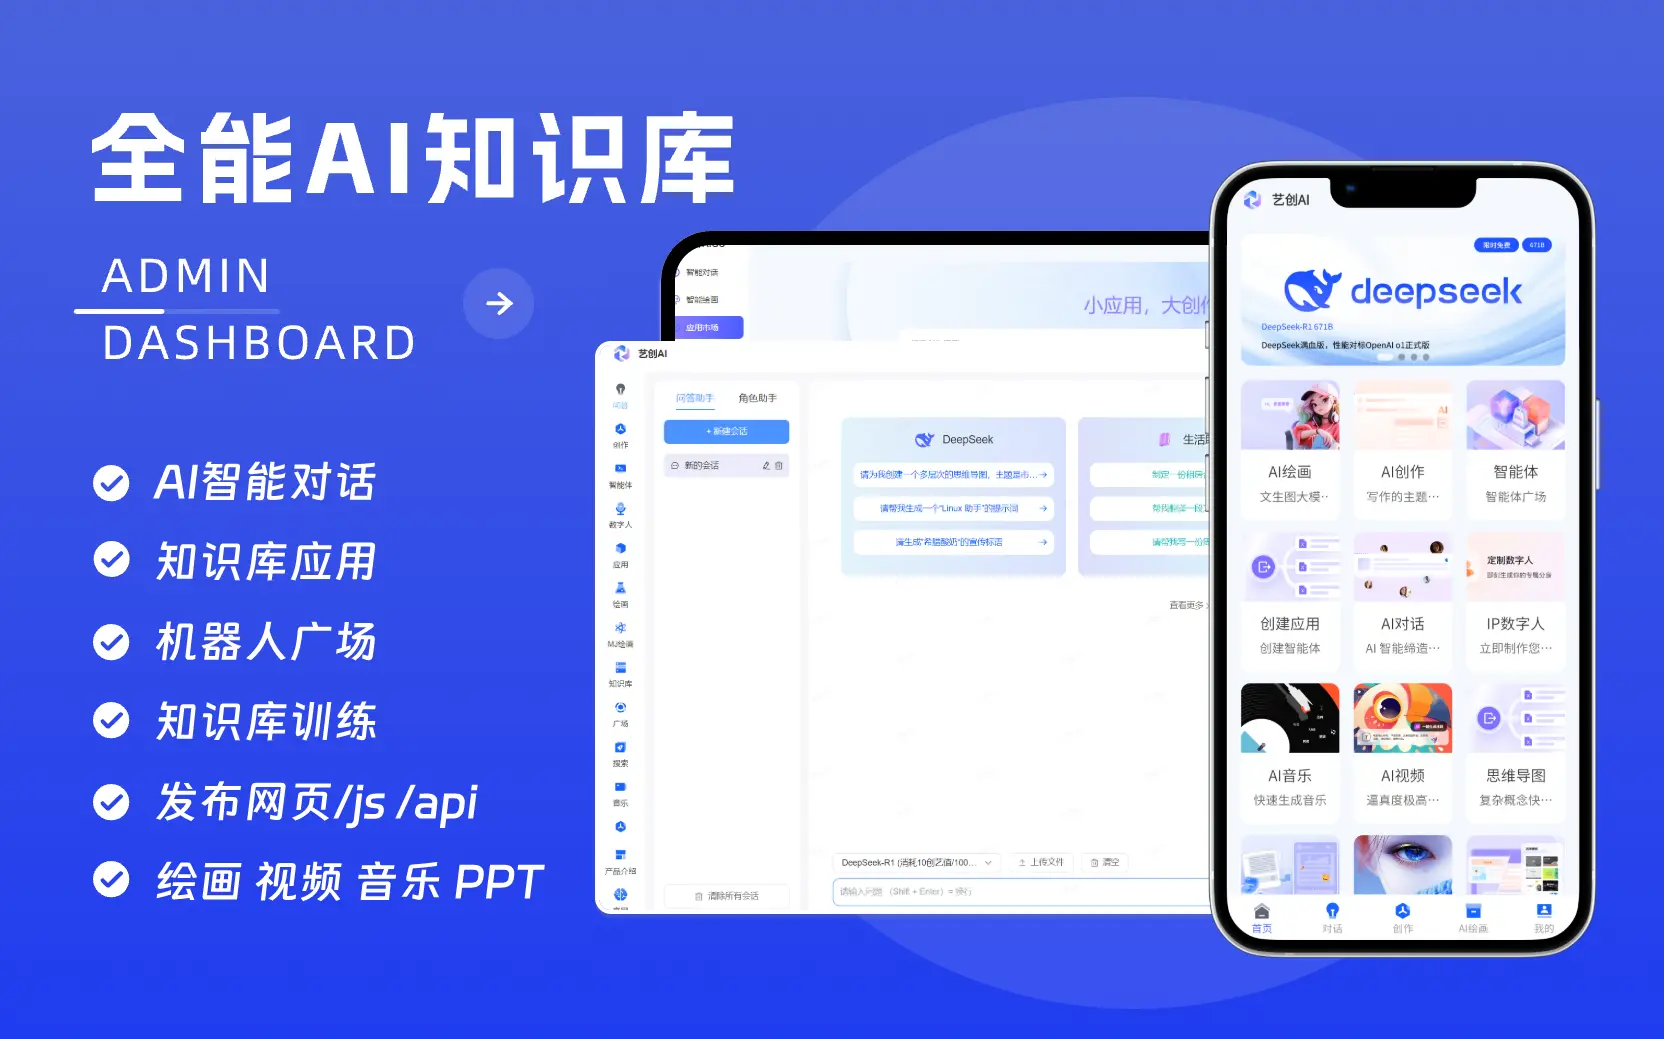 全能AI知识库
ADMIN
DASHBOARD
AI智能对话
知识库应用
机器人广场
知识库训练
发布网页/js /api
绘画 视频 音乐 PPT
智能对话
智能绘画
应用市场
小应用，大创作
艺创AI
问答
创作
智能体
数字人
应用
绘画
MJ绘画
知识库
广场
搜索
音乐
产品介绍
问答助手 角色助手
+ 新建会话
新的会话
清除所有会话
DeepSeek
请为我创建一个多层次的思维导图，主题是市...
请帮我生成一个“Linux 助手”的提示词
请生成“希腊酸奶”的宣传标语
生活
制定一份
帮我翻译一段
请帮我写一份
查看更多
DeepSeek-R1 (消耗10创艺值/100...
上传文件
清空
请输入问题 （Shift + Enter）= 换行
艺创AI
限时免费 671B
deepseek
DeepSeek-R1 671B
DeepSeek满血版，性能对标OpenAI o1正式版
AI绘画
文生图大模···
AI创作
写作的主题···
智能体
智能体广场
定制数字人
创建应用
创建智能体
AI对话
AI 智能缔造···
IP数字人
立即制作您···
AI音乐
快速生成音乐
AI视频
逼真度极高···
思维导图
复杂概念快···
首页
对话
创作
AI绘画
我的